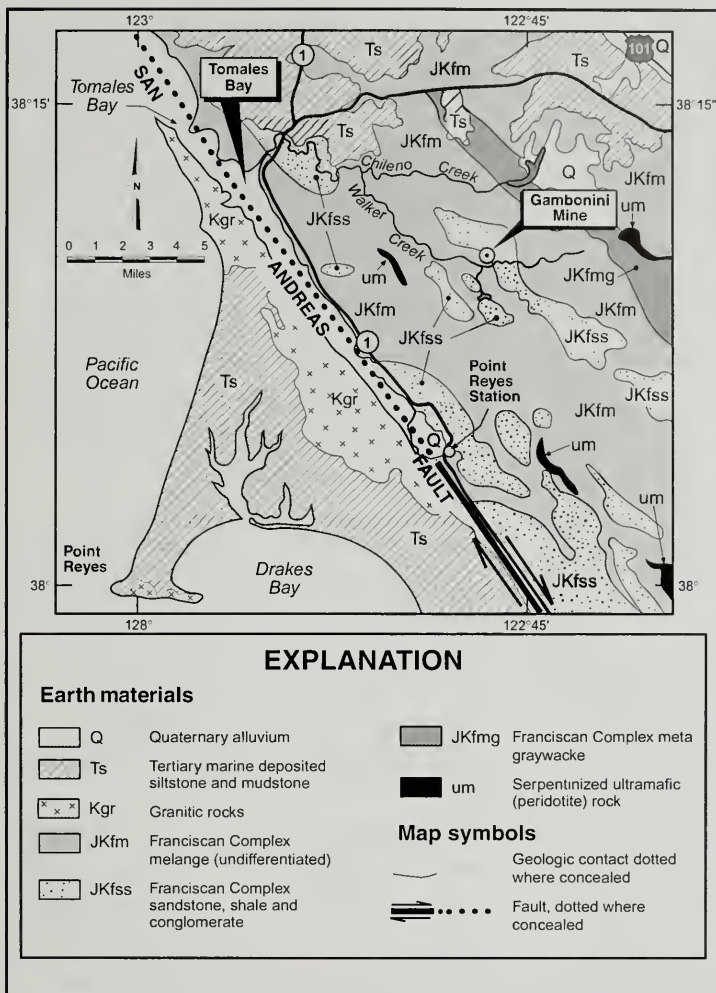 123°
122°45'
101
Q
Ts
JKfm
Ts
1
Tomales
Bay
SAN
Tomales
Bay
38°15'
38°15'
JKfm
Ts
Ts
Chileno
Creek
Q
JKfm
um
N
Kgr
JKfss
Walker
Creek
Gambonini
Mine
0 1 2 3 4 5
Miles
um
JKfmg
JKfm
ANDREAS
JKfm
JKfss
JKfss
1
Pacific
Ocean
Ts
Kgr
Point
Reyes
Station
JKfss
JKfm
Q
um
FAULT
um
Point
Reyes
Drakes
Bay
Ts
JKfss
38°
38°
128°
122°45'
EXPLANATION
Earth materials
Q Quaternary alluvium
Ts Tertiary marine deposited
siltstone and mudstone
Kgr Granitic rocks
JKfm Franciscan Complex
melange (undifferentiated)
JKfss Franciscan Complex
sandstone, shale and
conglomerate
JKfmg Franciscan Complex meta
graywacke
um Serpentinized ultramafic
(peridotite) rock
Map symbols
Geologic contact dotted
where concealed
Fault, dotted where
concealed